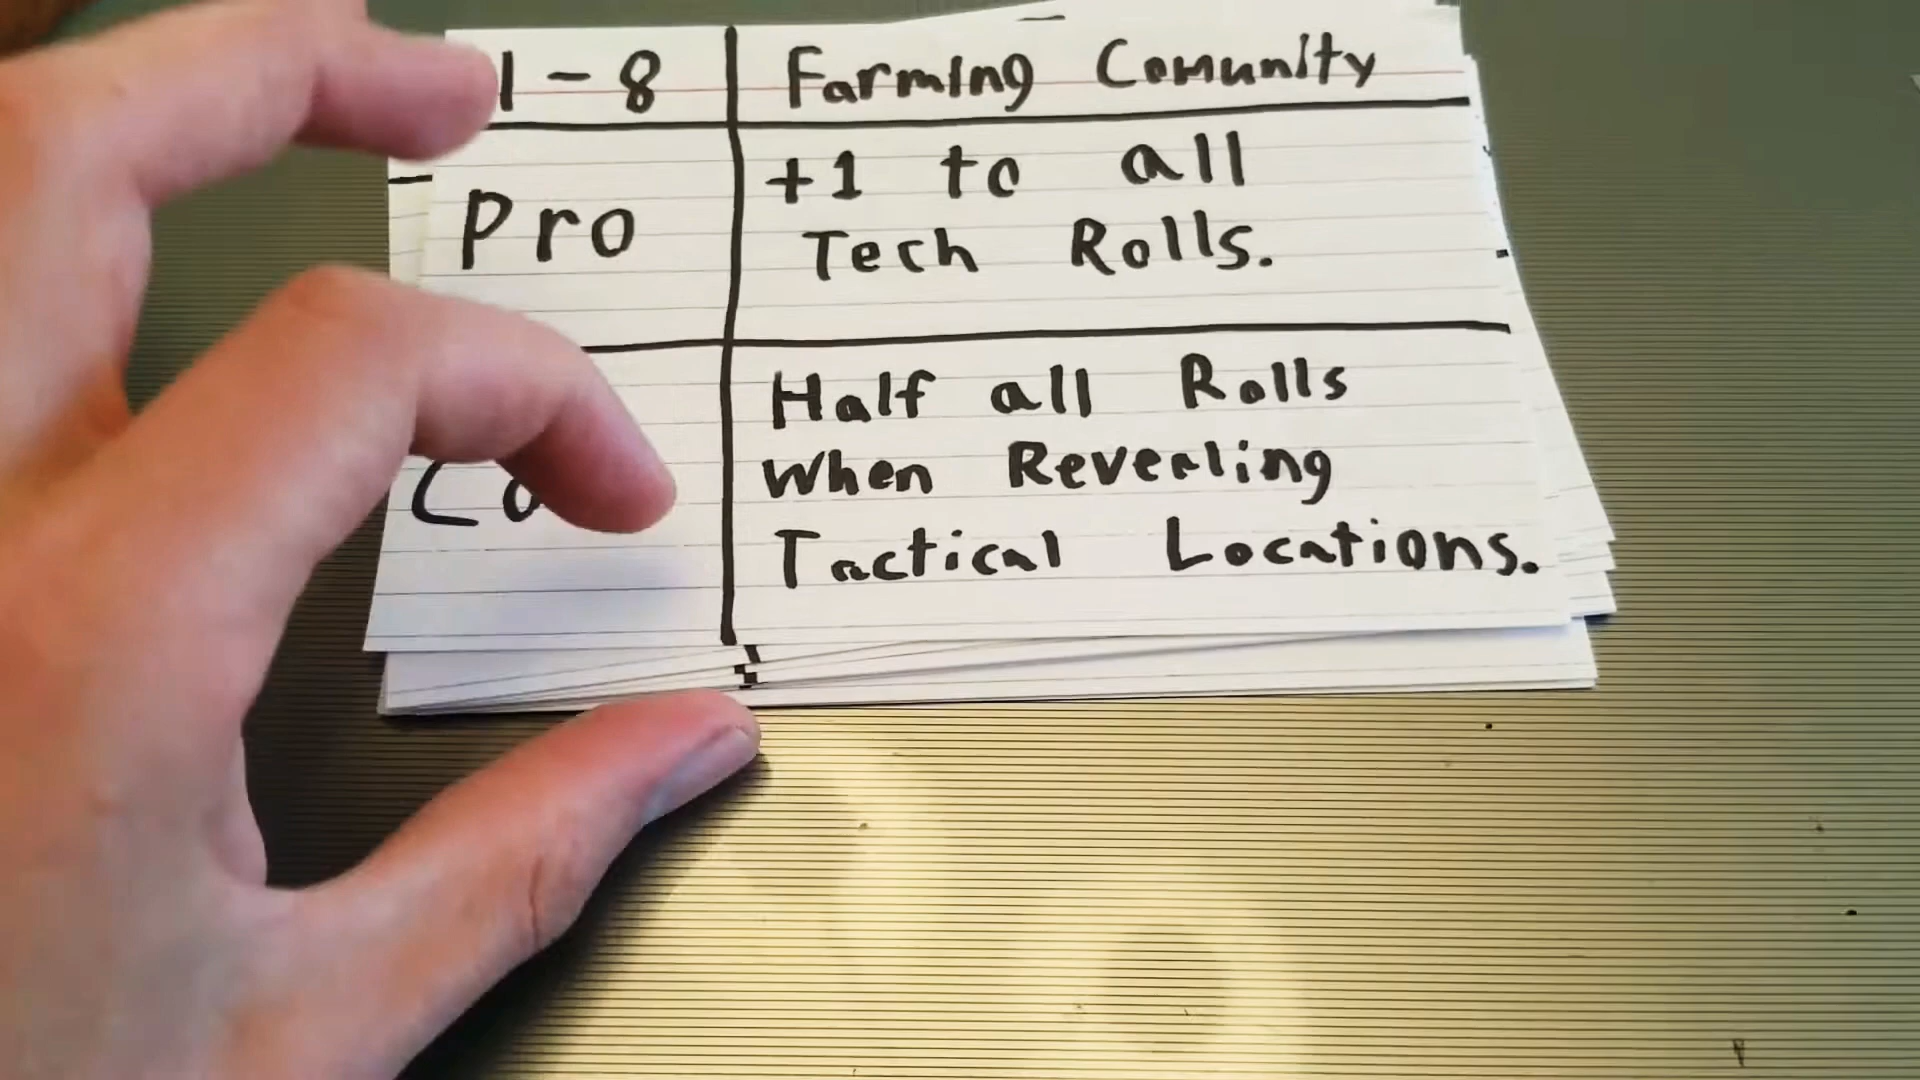 1-8 Farming Comunity
Pro +1 to all
Tech Rolls.
Half all Rolls
When Revealing
Tactical Locations.